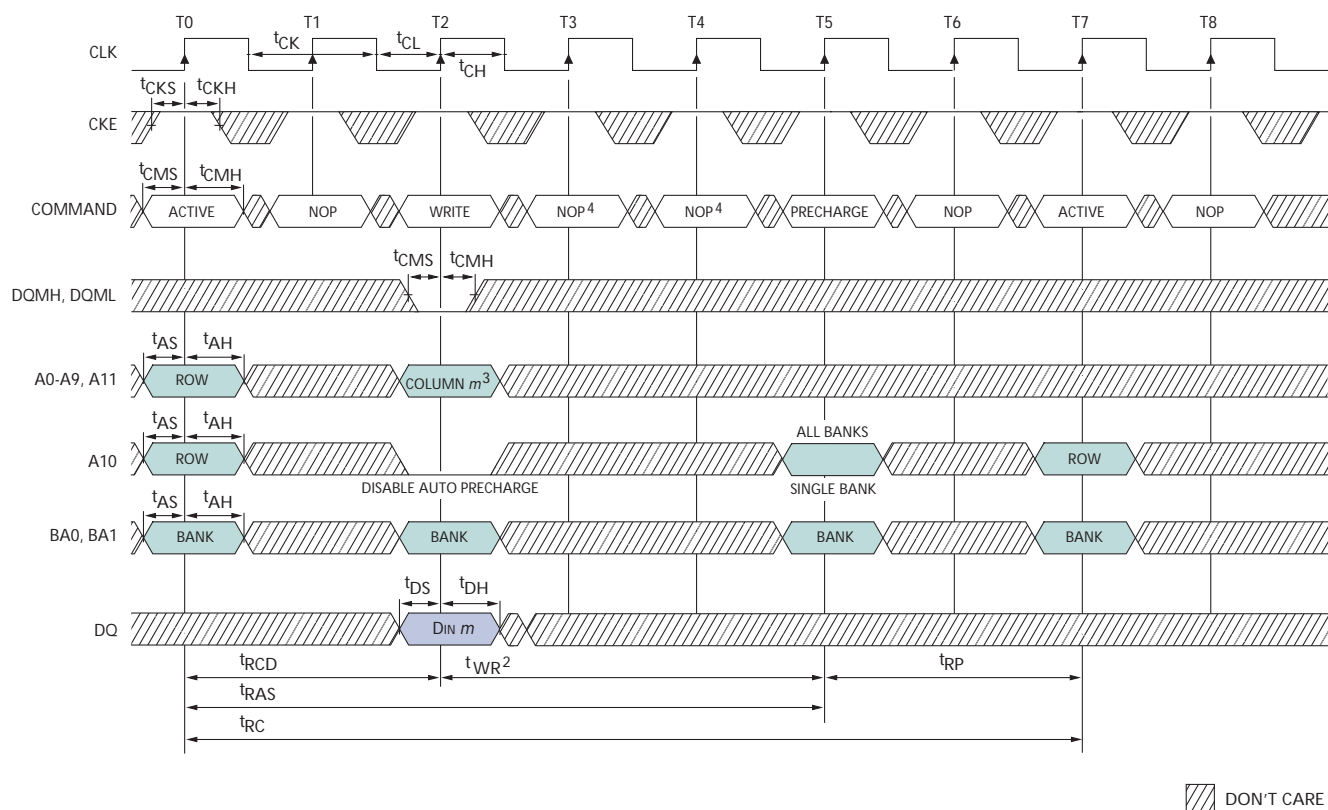 T0 T1 T2 T3 T4 T5 T6 T7 T8
CLK
tCK tCL
tCH
tCKS tCKH
CKE
tCMS tCMH
COMMAND ACTIVE NOP WRITE NOP4 NOP4 PRECHARGE NOP ACTIVE NOP
tCMS tCMH
DQMH, DQML
tAS tAH
A0-A9, A11 ROW COLUMN m3
tAS tAH
ALL BANKS
A10 ROW ROW
DISABLE AUTO PRECHARGE SINGLE BANK
tAS tAH
BA0, BA1 BANK BANK BANK BANK
tDS tDH
DQ DIN m
tRCD tWR2 tRP
tRAS
tRC
DON'T CARE